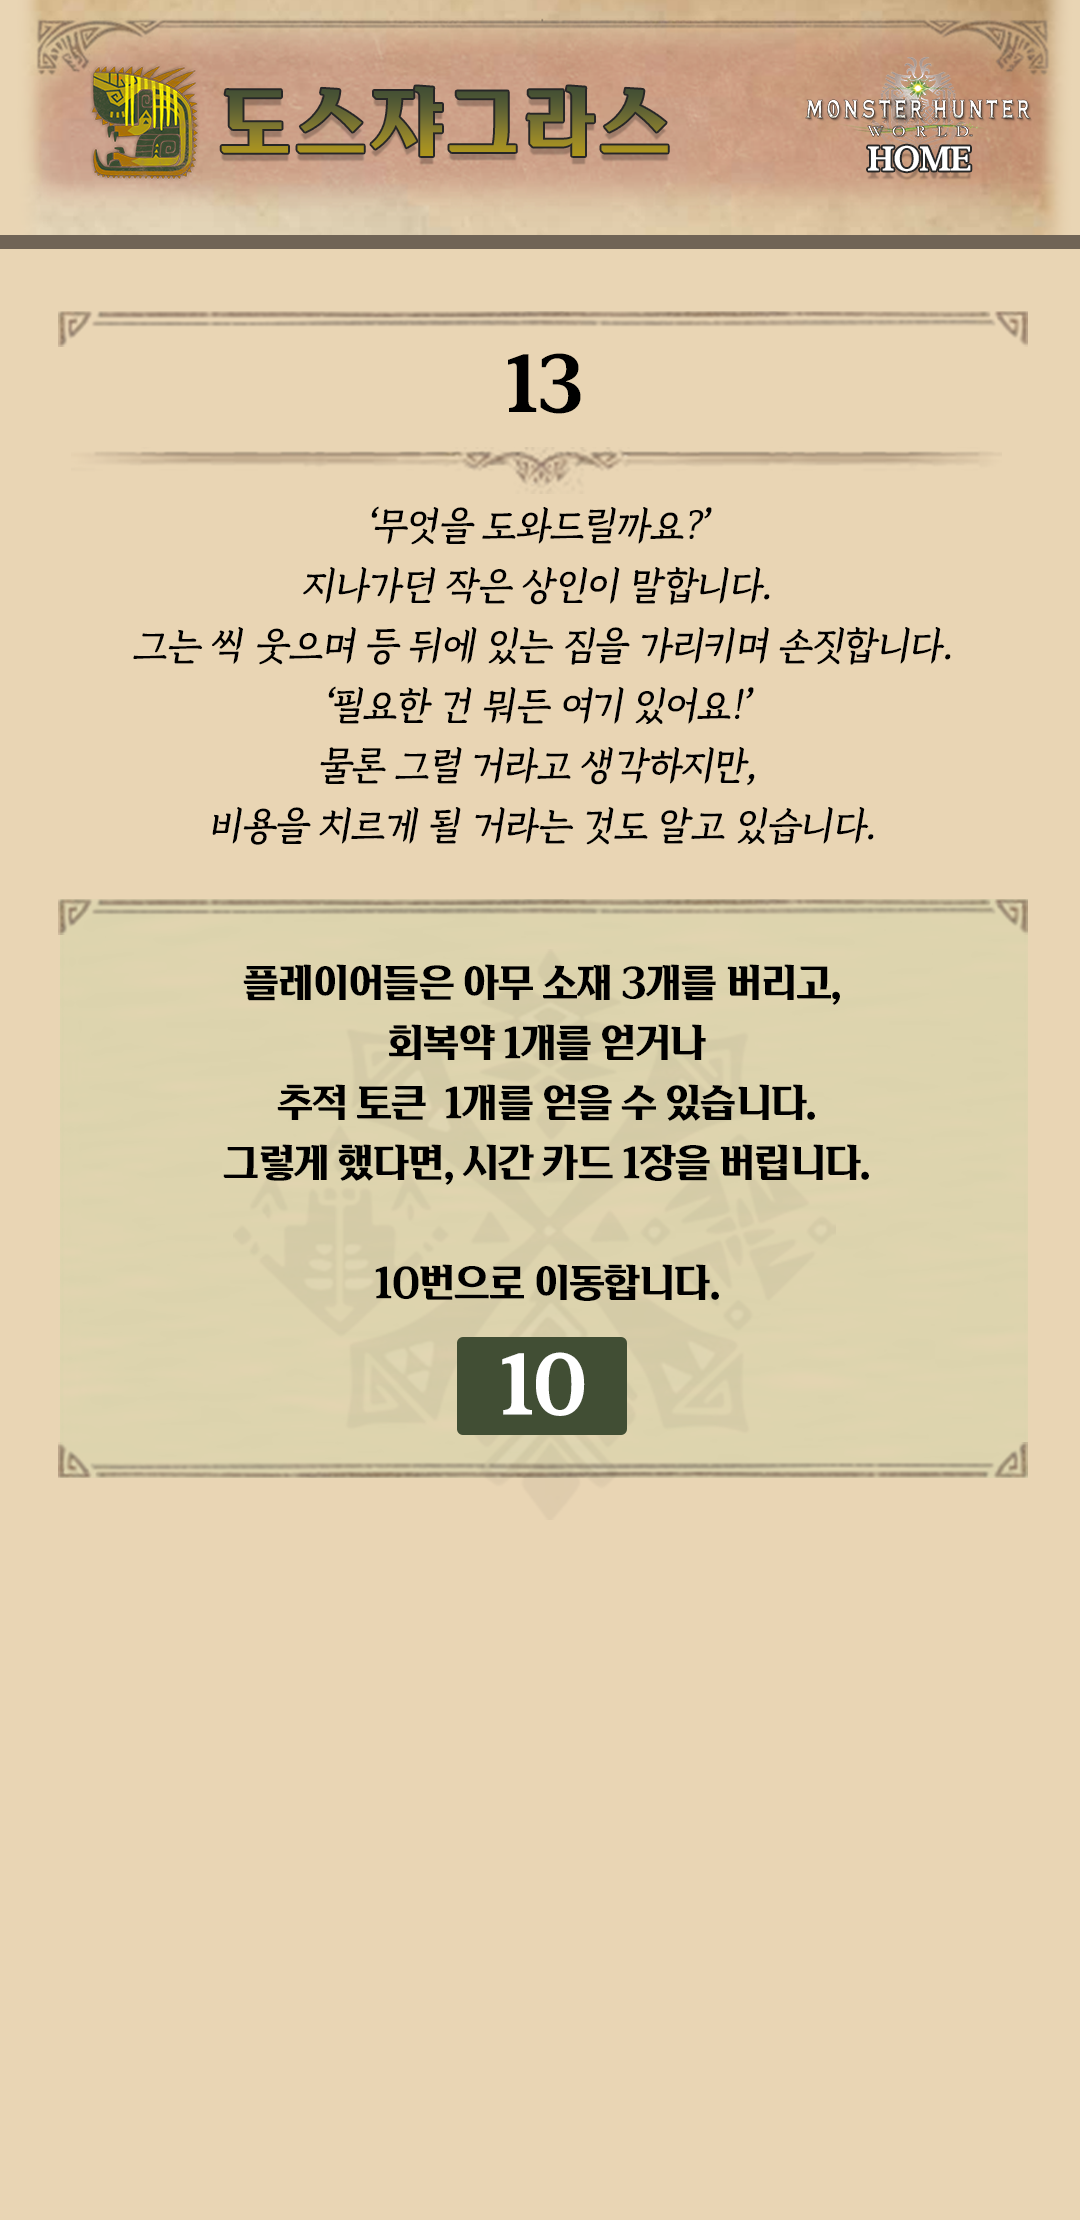 도스쟈그라스
MONSTER HUNTER
WORLD
HOME
13
‘무엇을 도와드릴까요?’
지나가던 작은 상인이 말합니다.
그는 씩 웃으며 등 뒤에 있는 짐을 가리키며 손짓합니다.
‘필요한 건 뭐든 여기 있어요!’
물론 그럴 거라고 생각하지만,
비용을 치르게 될 거라는 것도 알고 있습니다.
플레이어들은 아무 소재 3개를 버리고,
회복약 1개를 얻거나
추적 토큰 1개를 얻을 수 있습니다.
그렇게 했다면, 시간 카드 1장을 버립니다.
10번으로 이동합니다.
10